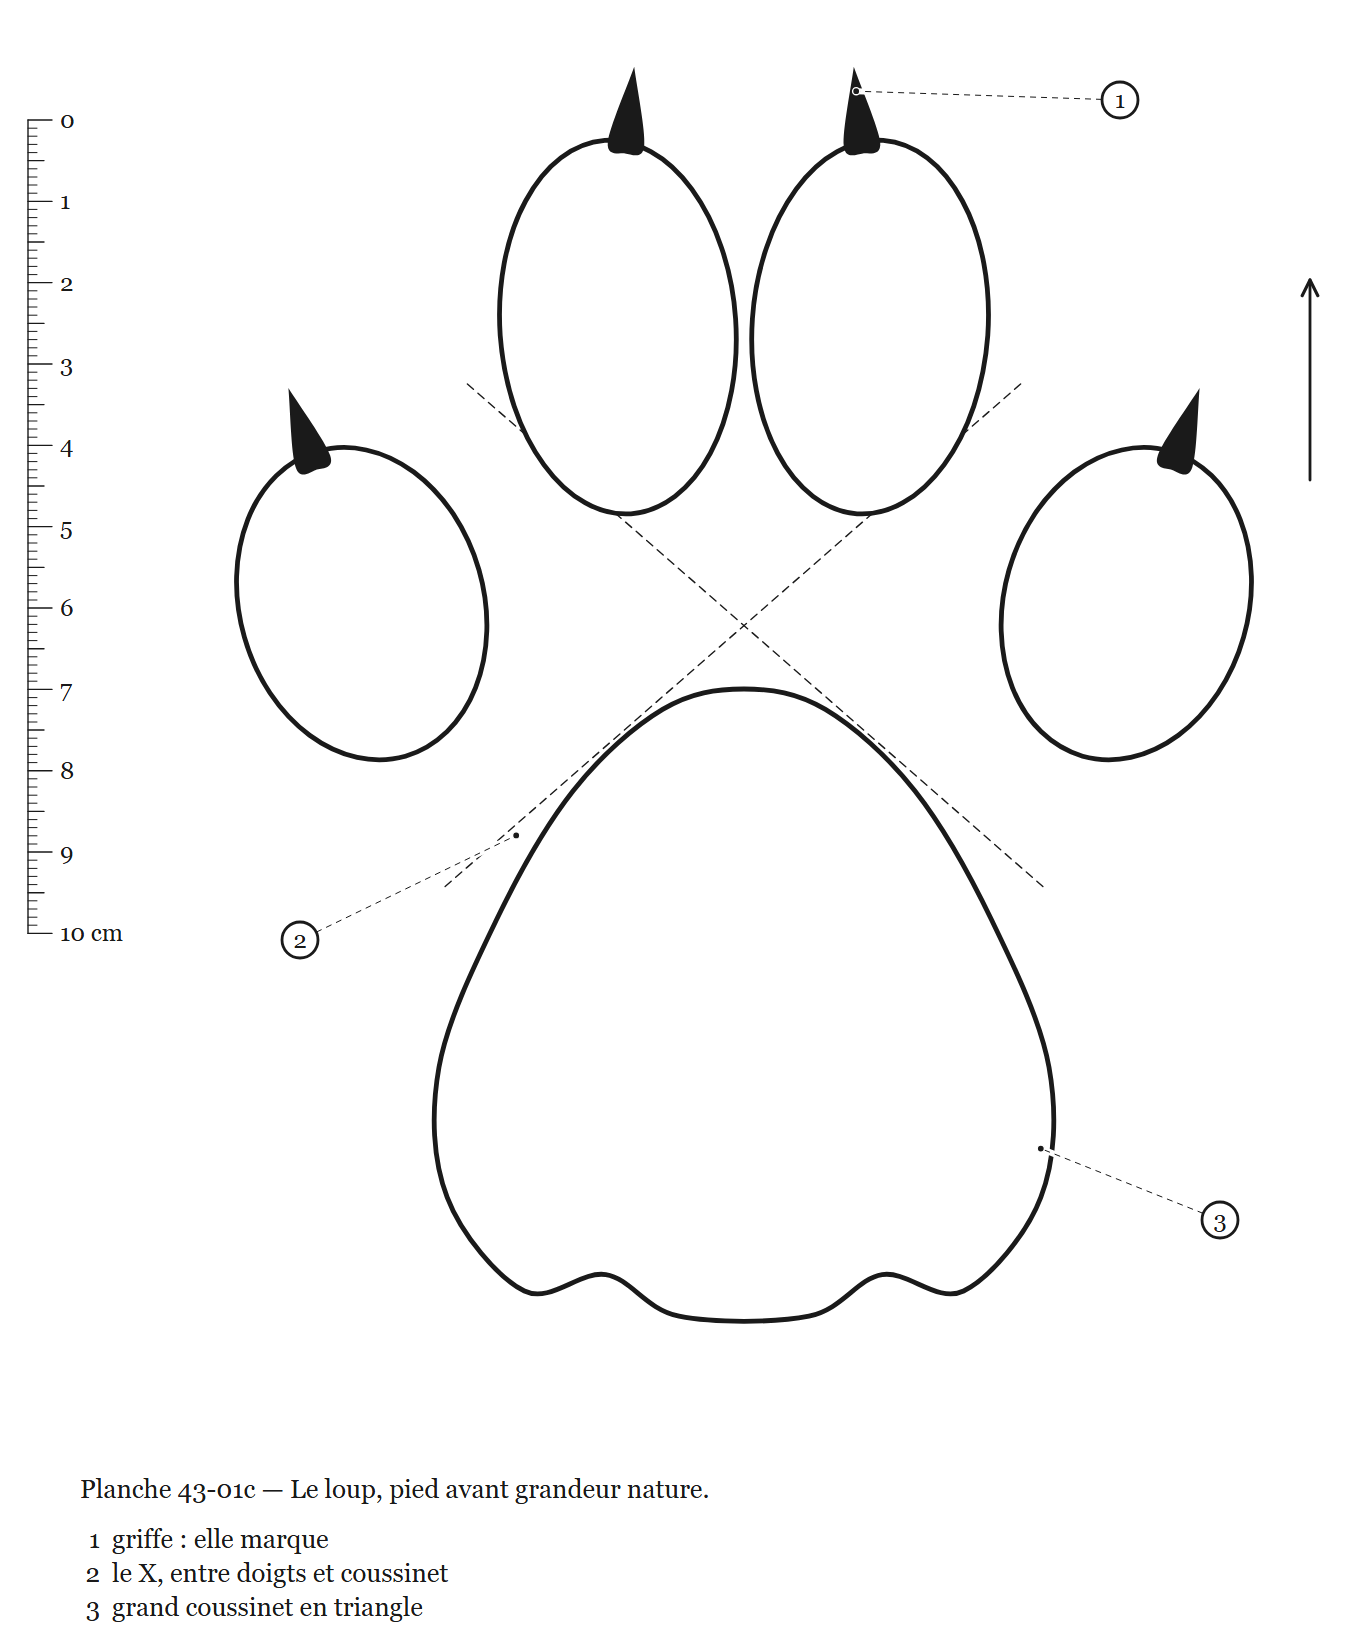 0
1
2
3
4
5
6
7
8
9
10 cm
1
2
3
Planche 43-01c — Le loup, pied avant grandeur nature.
1 griffe : elle marque
2 le X, entre doigts et coussinet
3 grand coussinet en triangle